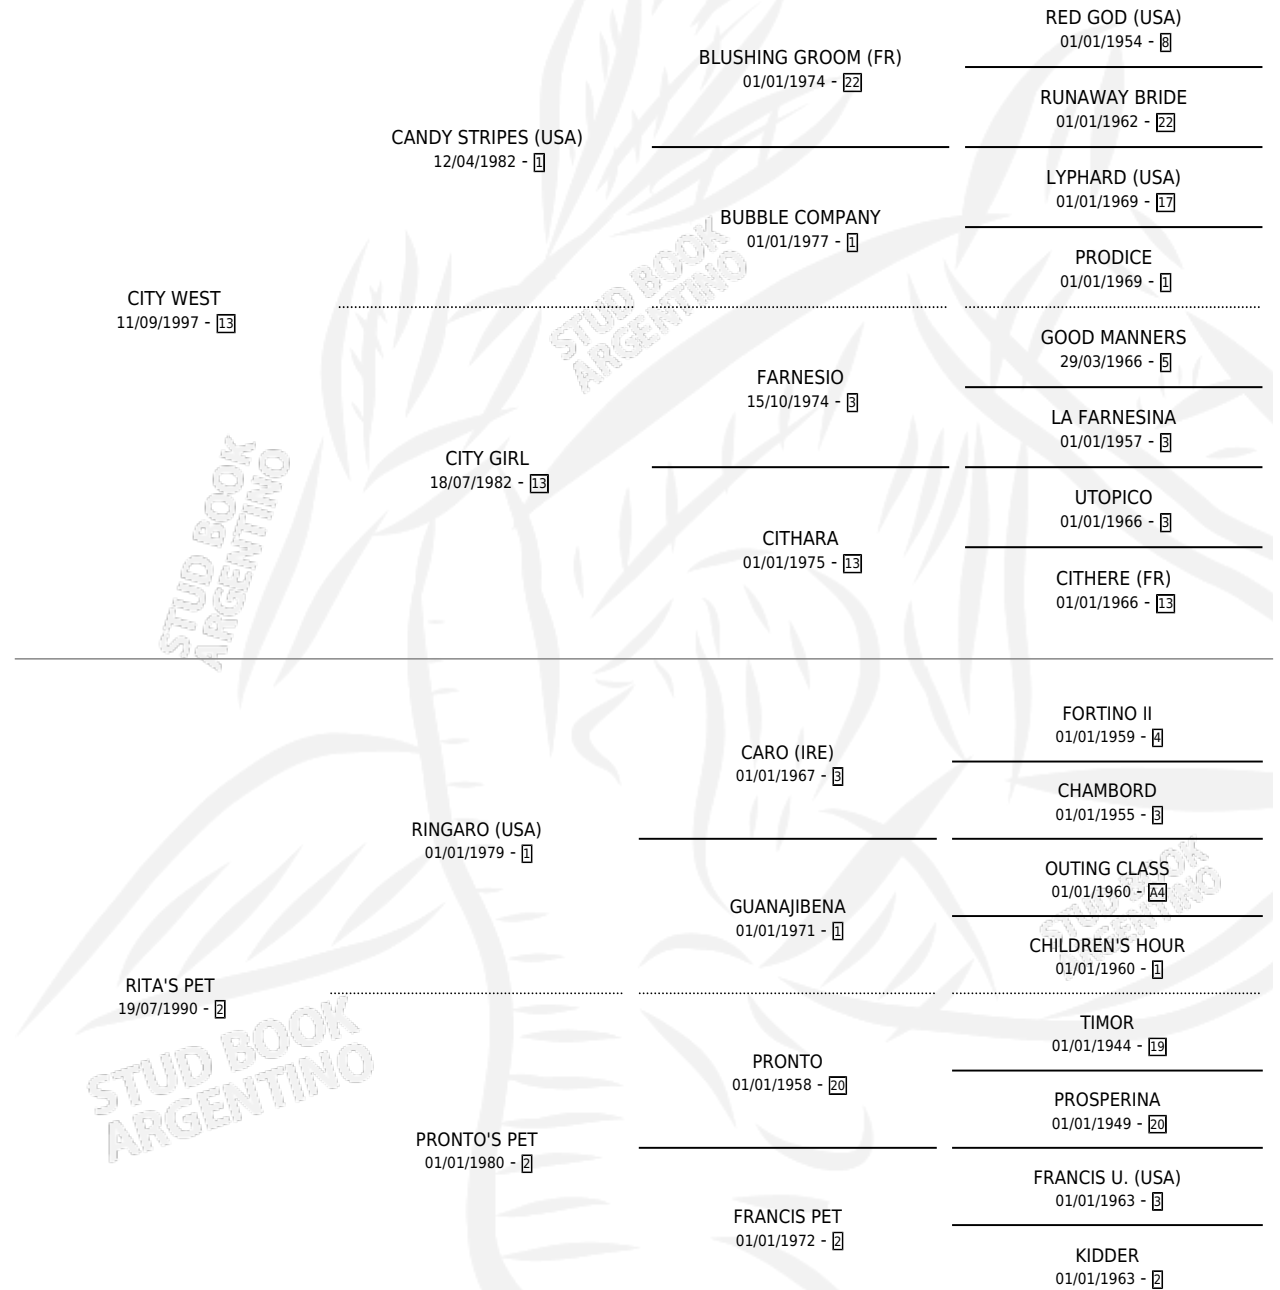 RED GOD (USA)
01/01/1954 - 8
BLUSHING GROOM (FR)
01/01/1974 - 22
RUNAWAY BRIDE
01/01/1962 - 22
CANDY STRIPES (USA)
12/04/1982 - 1
LYPHARD (USA)
01/01/1969 - 17
BUBBLE COMPANY
01/01/1977 - 1
PRODICE
01/01/1969 - 1
CITY WEST
11/09/1997 - 13
STUD BOOK
ARGENTINO
GOOD MANNERS
29/03/1966 - 5
FARNESIO
15/10/1974 - 3
LA FARNESINA
01/01/1957 - 3
CITY GIRL
18/07/1982 - 13
UTOPICO
01/01/1966 - 3
CITHARA
01/01/1975 - 13
CITHERE (FR)
01/01/1966 - 13
STUD BOOK
ARGENTINO
FORTINO II
01/01/1959 - 4
CARO (IRE)
01/01/1967 - 3
CHAMBORD
01/01/1955 - 3
RINGARO (USA)
01/01/1979 - 1
OUTING CLASS
01/01/1960 - A4
GUANAJIBENA
01/01/1971 - 1
CHILDREN'S HOUR
01/01/1960 - 1
STUD BOOK
ARGENTINO
RITA'S PET
19/07/1990 - 2
TIMOR
01/01/1944 - 19
PRONTO
01/01/1958 - 20
PROSPERINA
01/01/1949 - 20
STUD BOOK
ARGENTINO
PRONTO'S PET
01/01/1980 - 2
FRANCIS U. (USA)
01/01/1963 - 3
FRANCIS PET
01/01/1972 - 2
KIDDER
01/01/1963 - 2